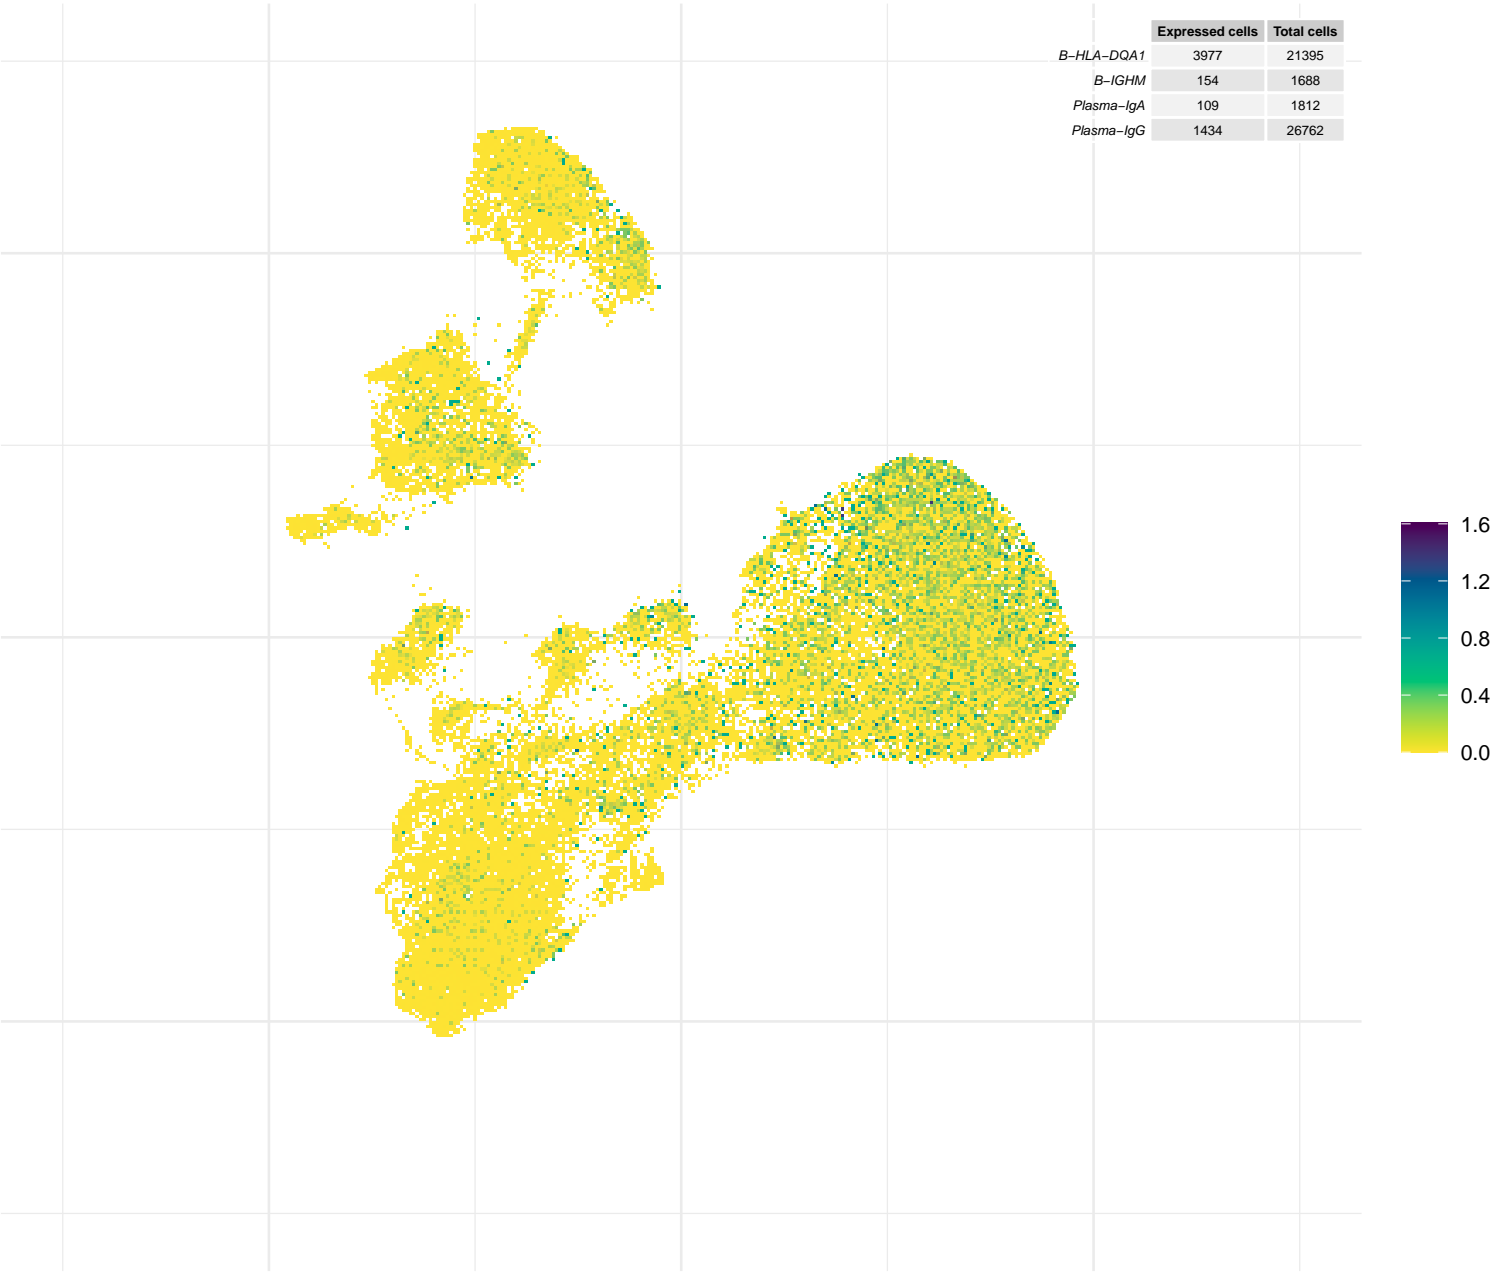 Expressed cells Total cells
B−HLA−DQA1 3977 21395
B−IGHM 154 1688
Plasma−IgA 109 1812
Plasma−IgG 1434 26762
1.6
1.2
0.8
0.4
0.0